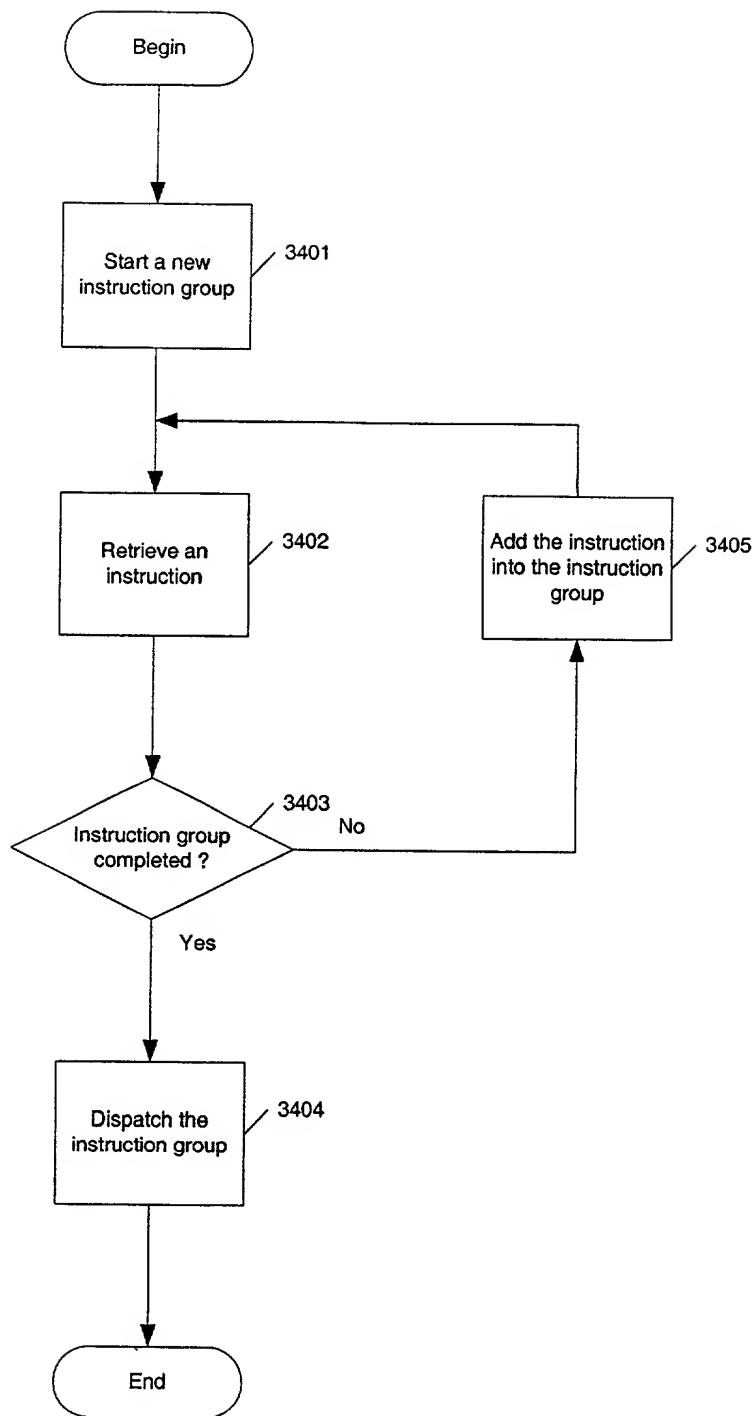 Begin
Start a new
instruction group
3401
Retrieve an
instruction
3402
Add the instruction
into the instruction
group
3405
Instruction group
completed ?
3403
No
Yes
Dispatch the
instruction group
3404
End